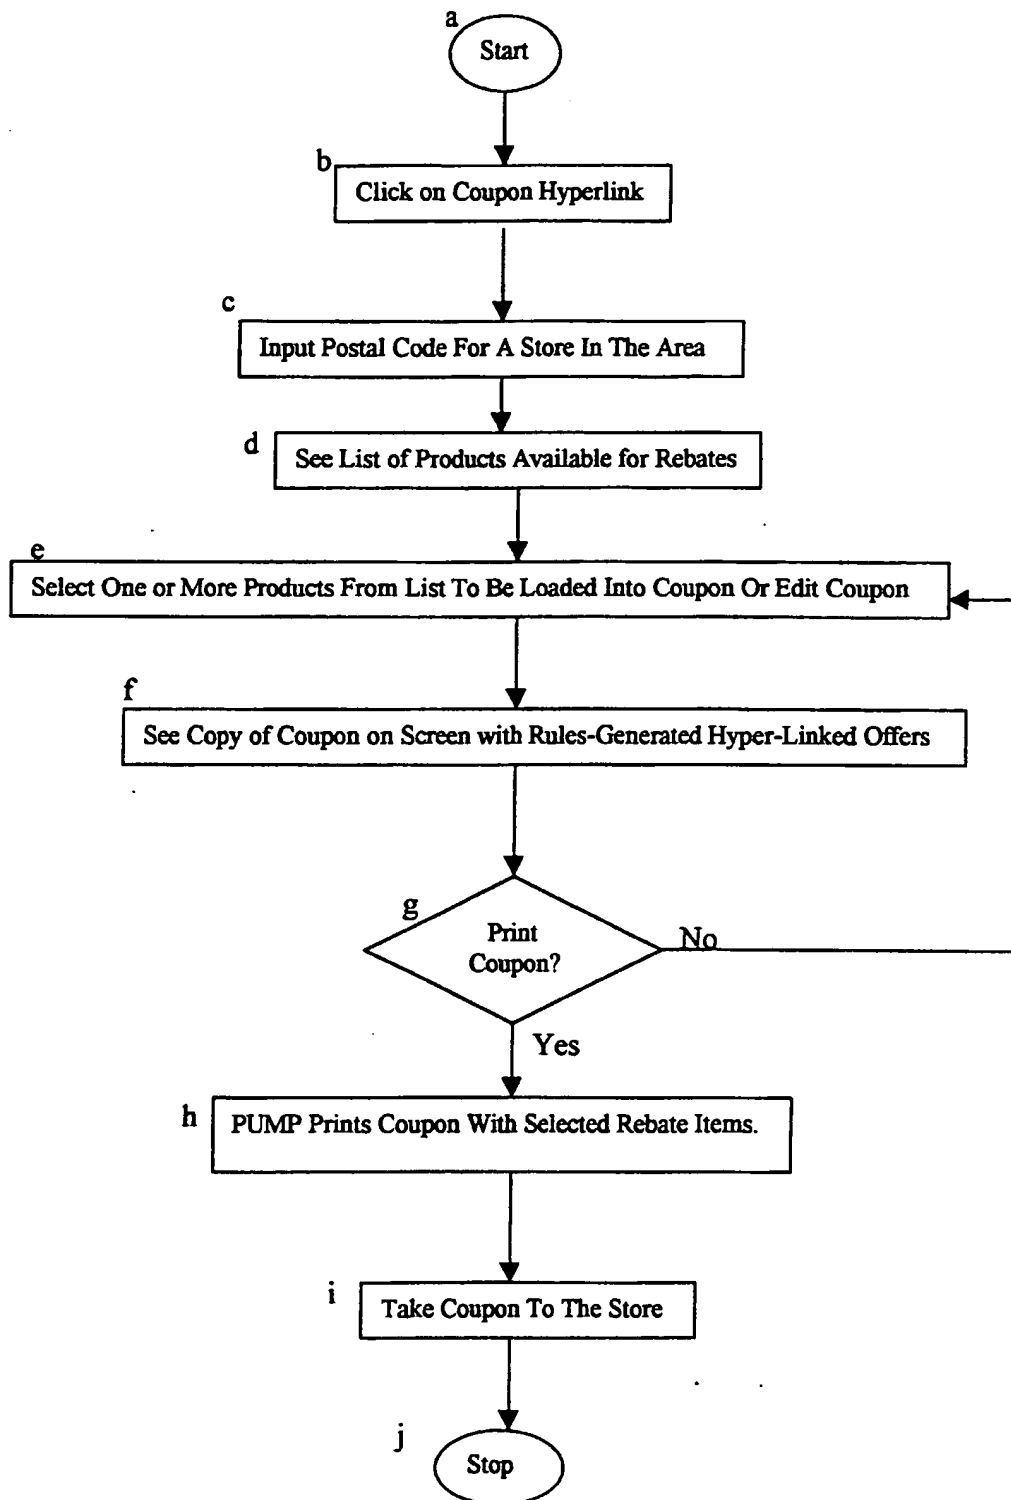 a
Start
b
Click on Coupon Hyperlink
c
Input Postal Code For A Store In The Area
d
See List of Products Available for Rebates
e
Select One or More Products From List To Be Loaded Into Coupon Or Edit Coupon
f
See Copy of Coupon on Screen with Rules-Generated Hyper-Linked Offers
g
Print
Coupon?
No
Yes
h
PUMP Prints Coupon With Selected Rebate Items.
i
Take Coupon To The Store
j
Stop